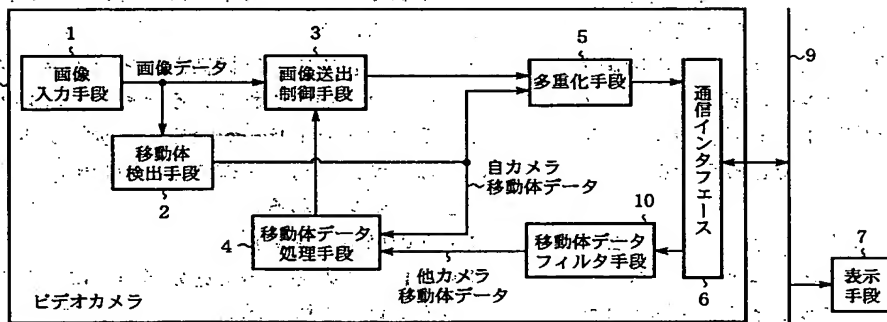 1
画像
入力手段
画像データ
3
画像送出
制御手段
5
多重化手段
通信インタフェース
6
9
移動体
検出手段
2
自カメラ
移動体データ
4
移動体データ
処理手段
他カメラ
移動体データ
10
移動体データ
フィルタ手段
7
表示
手段
ビデオカメラ